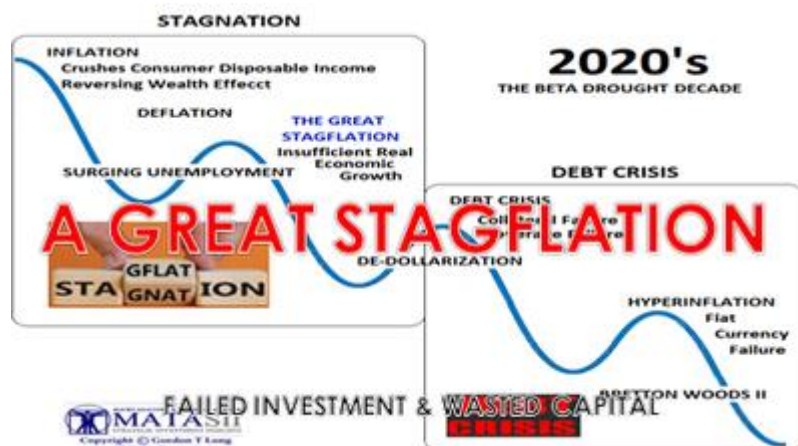 STAGNATION
INFLATION
Crushes Consumer Disposable Income
Reversing Wealth Effecct
DEFLATION
SURGING UNEMPLOYMENT
THE GREAT
STAGFLATION
Insufficient Real
Economic
Growth
2020's
THE BETA DROUGHT DECADE
DEBT CRISIS
DEBT CRISIS
Collateral Failure
A GREAT STAGFLATION
GFLAT
STA GNAT ION
DE-DOLLARIZATION
HYPERINFLATION
Fiat
Currency
Failure
BRETTON WOODS II
FAILED INVESTMENT & WASTED CAPITAL
MATASII
CRISIS
Copyright © Gordon T Long